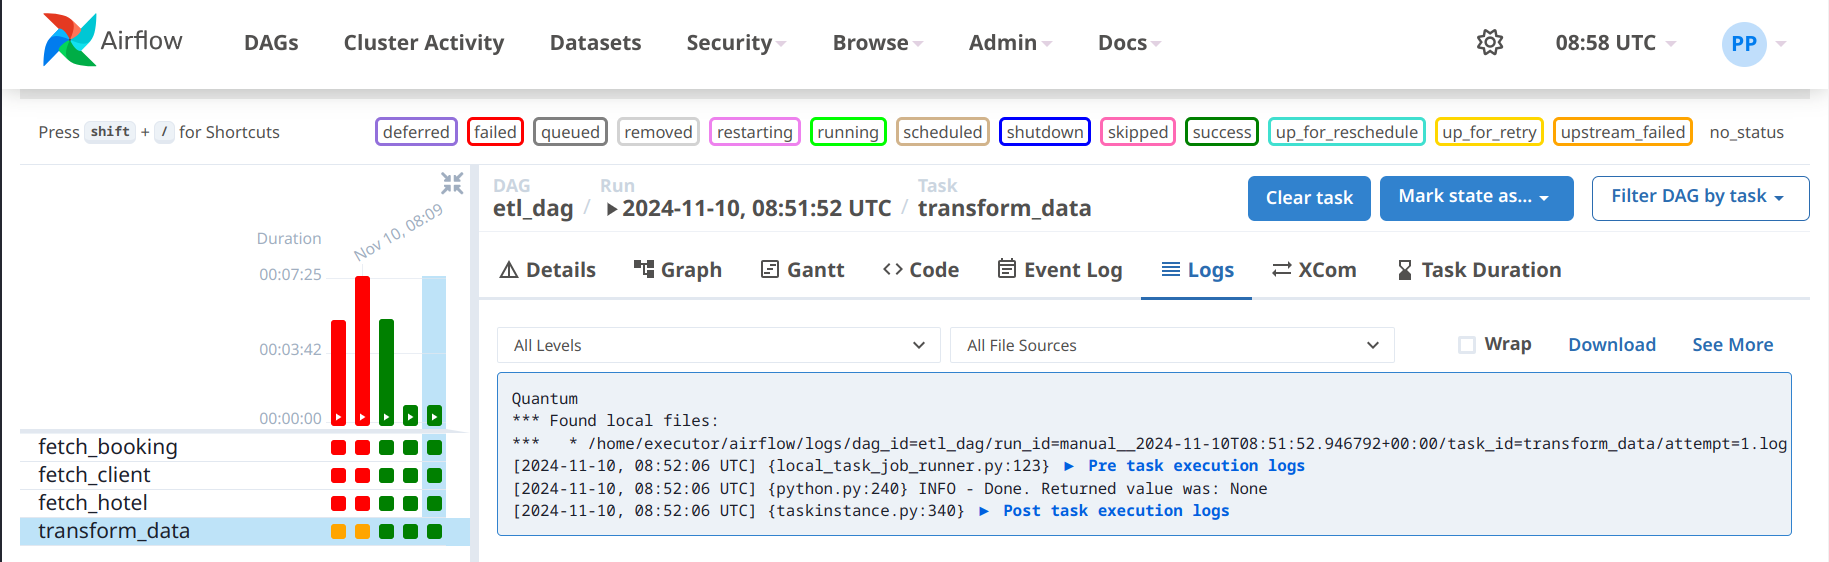 Airflow DAGs Cluster Activity Datasets Security Browse Admin Docs 08:58 UTC PP
Press shift + / for Shortcuts deferred failed queued removed restarting running scheduled shutdown skipped success up_for_reschedule up_for_retry upstream_failed no_status
DAG Run Task
etl_dag / 2024-11-10, 08:51:52 UTC / transform_data Clear task Mark state as... Filter DAG by task
Nov 10, 08:09
Duration
00:07:25
00:03:42
00:00:00
fetch_booking
fetch_client
fetch_hotel
transform_data
Details Graph Gantt Code Event Log Logs XCom Task Duration
All Levels All File Sources Wrap Download See More
Quantum
*** Found local files:
***   * /home/executor/airflow/logs/dag_id=etl_dag/run_id=manual__2024-11-10T08:51:52.946792+00:00/task_id=transform_data/attempt=1.log
[2024-11-10, 08:52:06 UTC] {local_task_job_runner.py:123} ▶ Pre task execution logs
[2024-11-10, 08:52:06 UTC] {python.py:240} INFO - Done. Returned value was: None
[2024-11-10, 08:52:06 UTC] {taskinstance.py:340} ▶ Post task execution logs